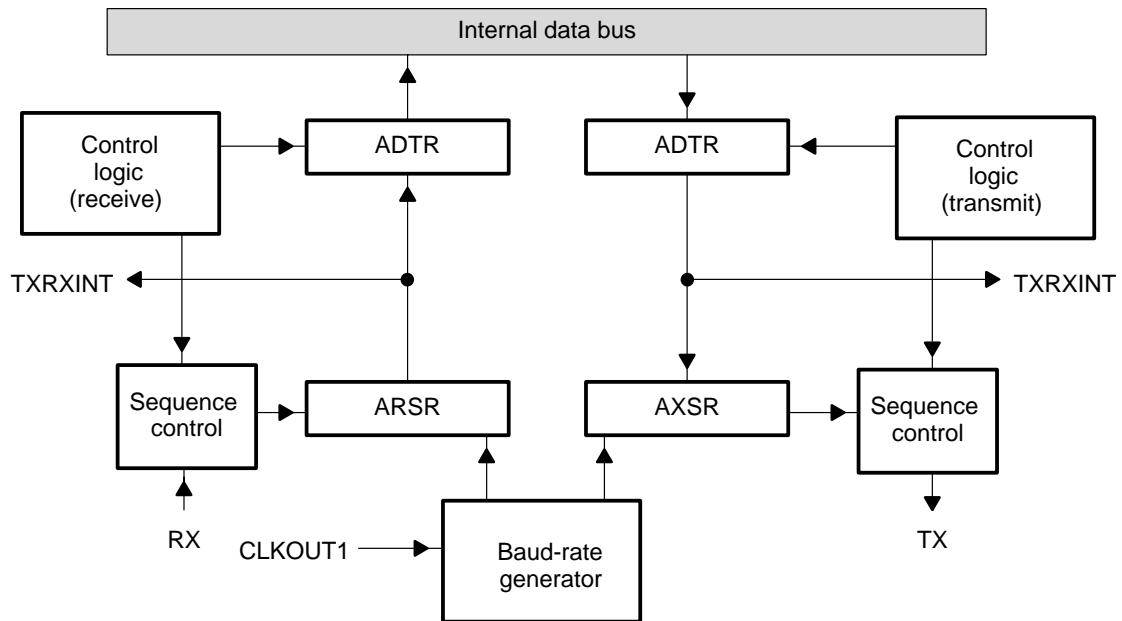 Internal data bus
Control
logic
(receive)
ADTR
ADTR
Control
logic
(transmit)
TXRXINT
TXRXINT
Sequence
control
ARSR
AXSR
Sequence
control
RX
CLKOUT1
Baud-rate
generator
TX